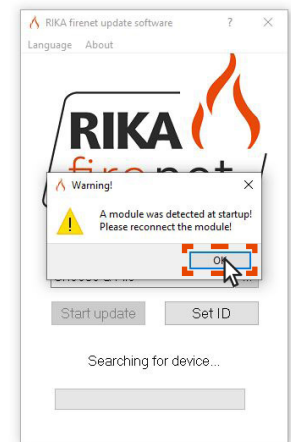 RIKA firenet update software ? ×
Language About
RIKA
Warning! ×
A module was detected at startup!
Please reconnect the module!
OK
...
Start update Set ID
Searching for device...